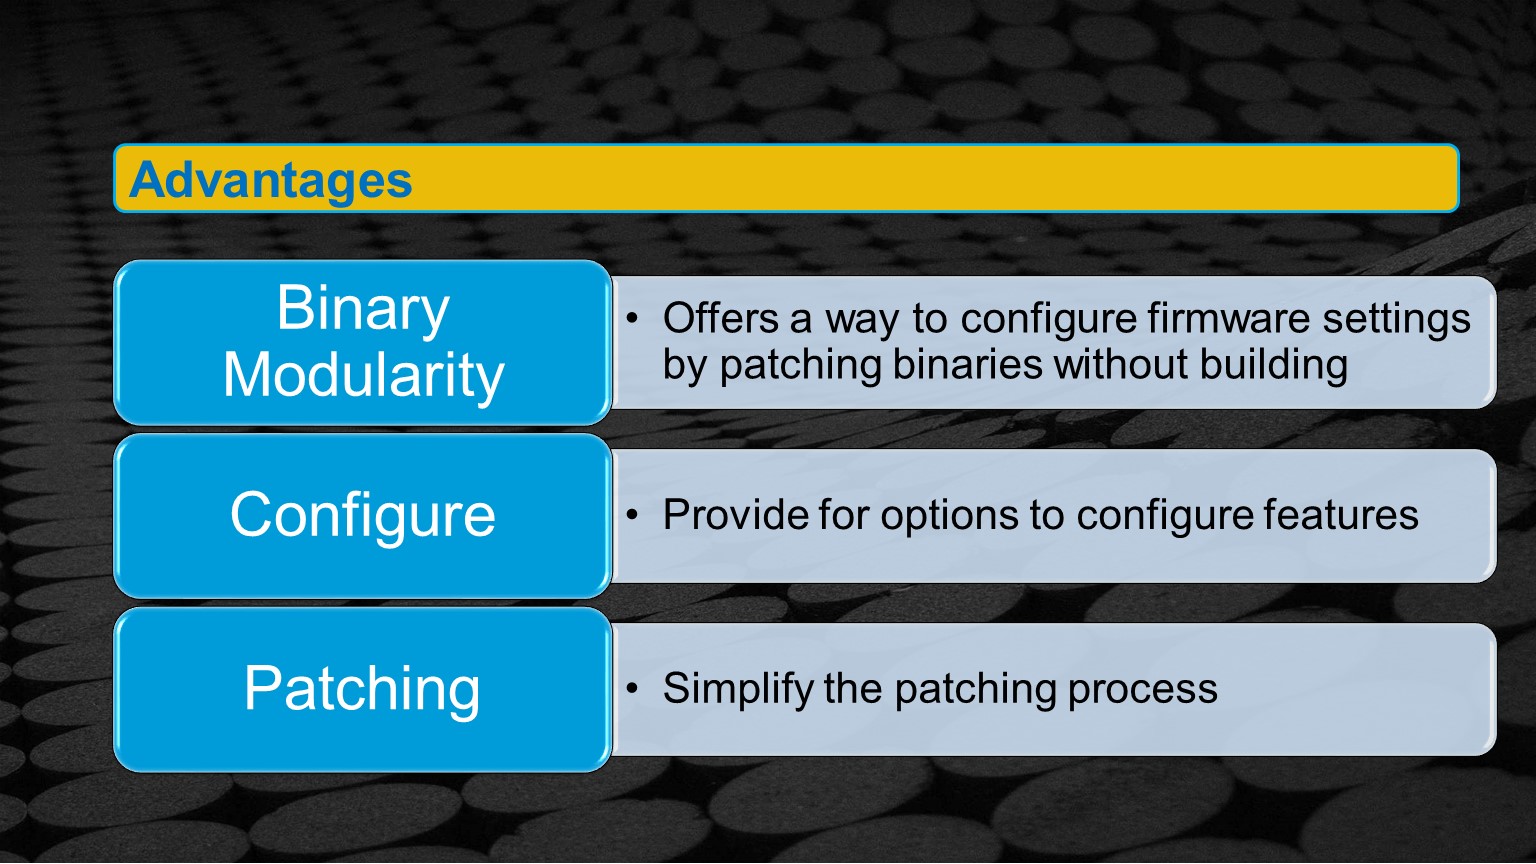 Advantages
Binary
Modularity
• Offers a way to configure firmware settings
by patching binaries without building
Configure
• Provide for options to configure features
Patching
• Simplify the patching process